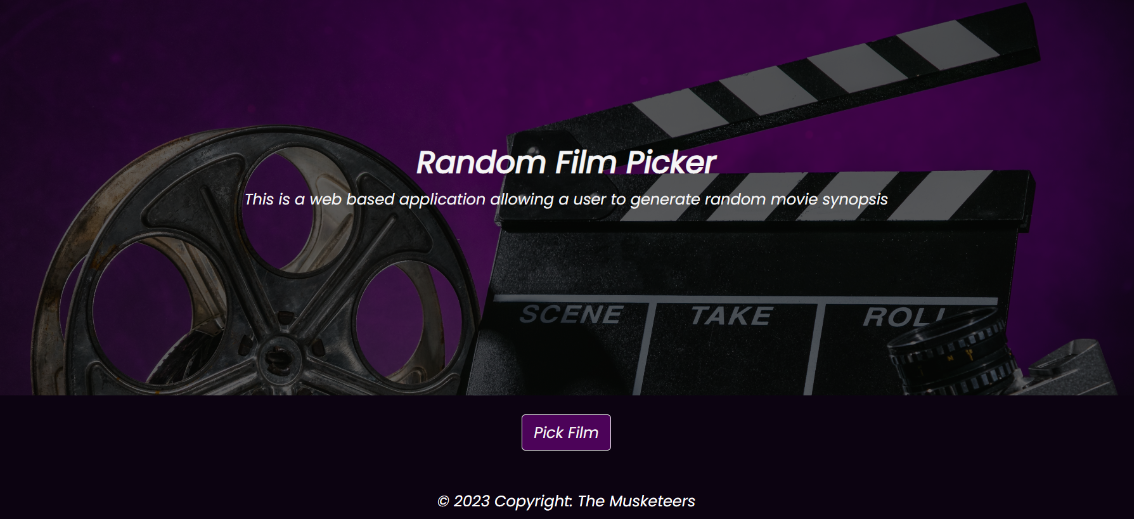 Random Film Picker
This is a web based application allowing a user to generate random movie synopsis
SCENE TAKE ROLL
Pick Film
© 2023 Copyright: The Musketeers